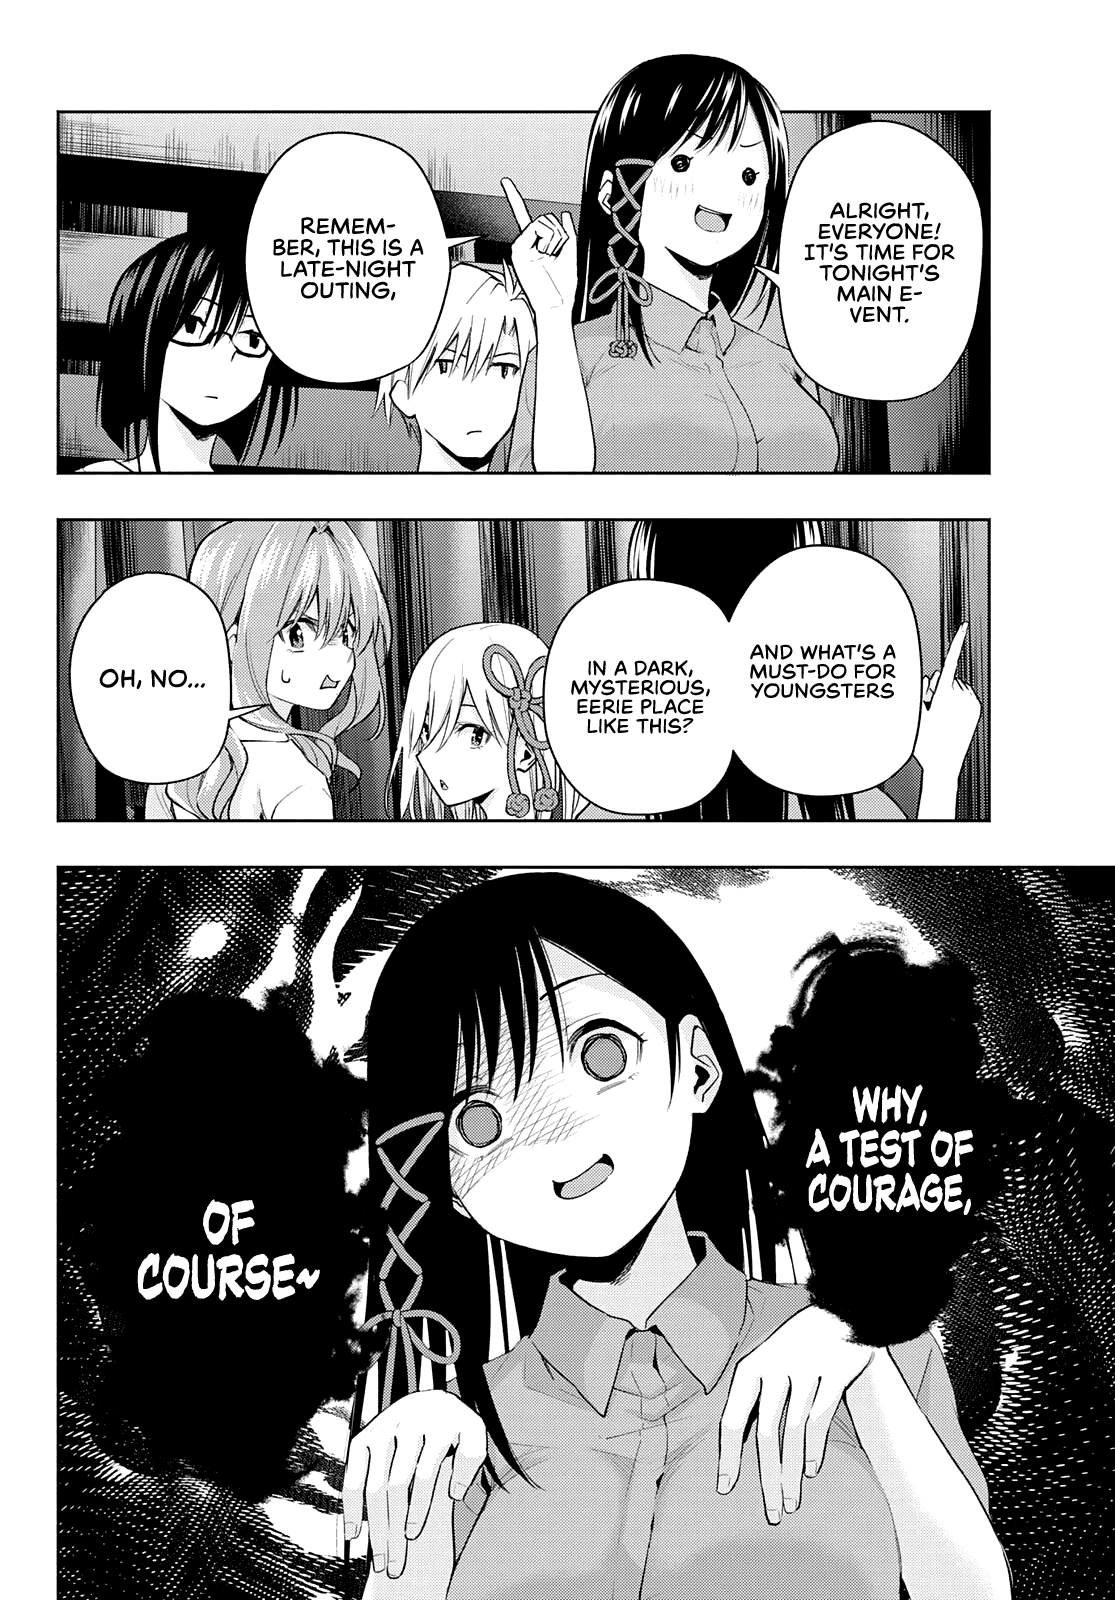 ALRIGHT,
EVERYONE!
IT'S TIME FOR
TONIGHT'S
MAIN E-
VENT.
REMEM-
BER, THIS IS A
LATE-NIGHT
OUTING,
AND WHAT'S A
MUST-DO FOR
YOUNGSTERS
IN A DARK,
MYSTERIOUS,
EERIE PLACE
LIKE THIS?
OH, NO...
WHY,
A TEST OF
COURAGE,
OF
COURSE~